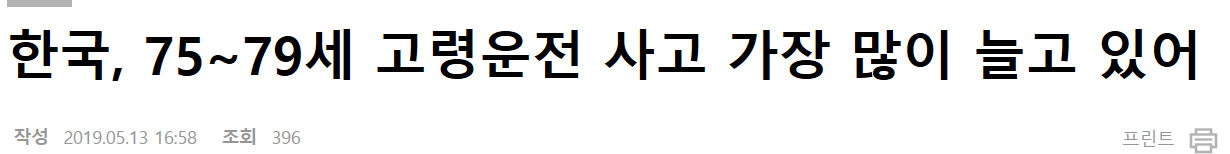 한국, 75~79세 고령운전 사고 가장 많이 늘고 있어
작성 2019.05.13 16:58 조회 396 프린트